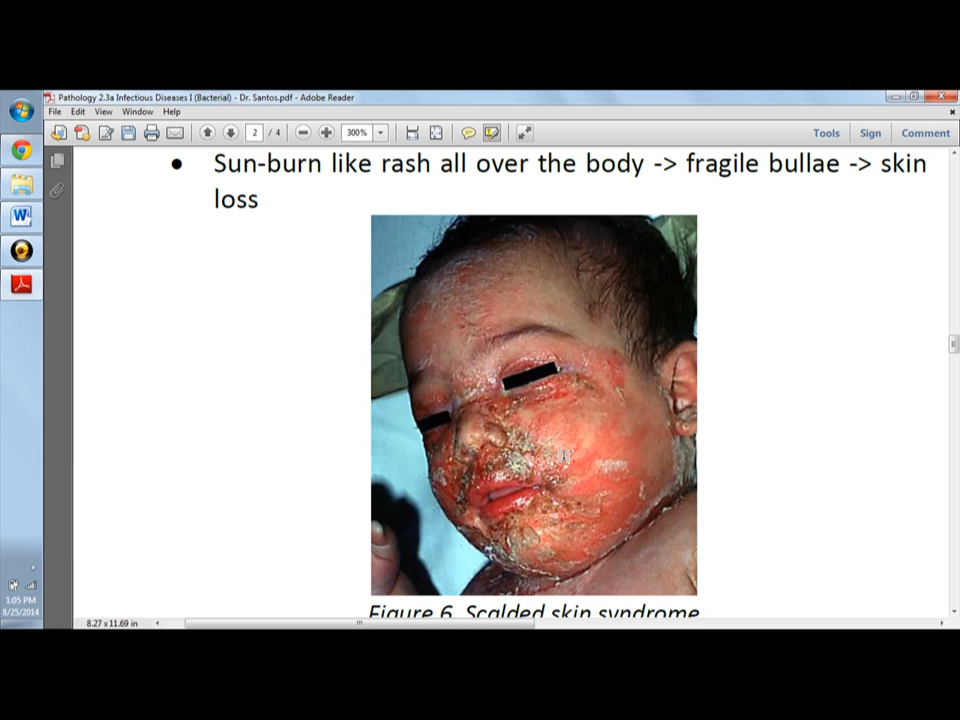 Pathology 2.3a Infectious Diseases I (Bacterial) - Dr. Santos.pdf - Adobe Reader
File Edit View Window Help
2 / 4 300% Tools Sign Comment
• Sun-burn like rash all over the body -> fragile bullae -> skin
loss
Figure 6. Scalded skin syndrome
1:05 PM
8/25/2014
8.27 x 11.69 in